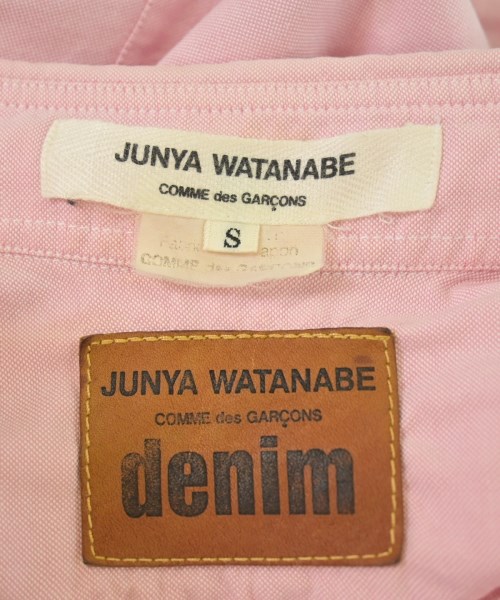 JUNYA WATANABE
COMME des GARÇONS
S
JUNYA WATANABE
COMME des GARÇONS
denim